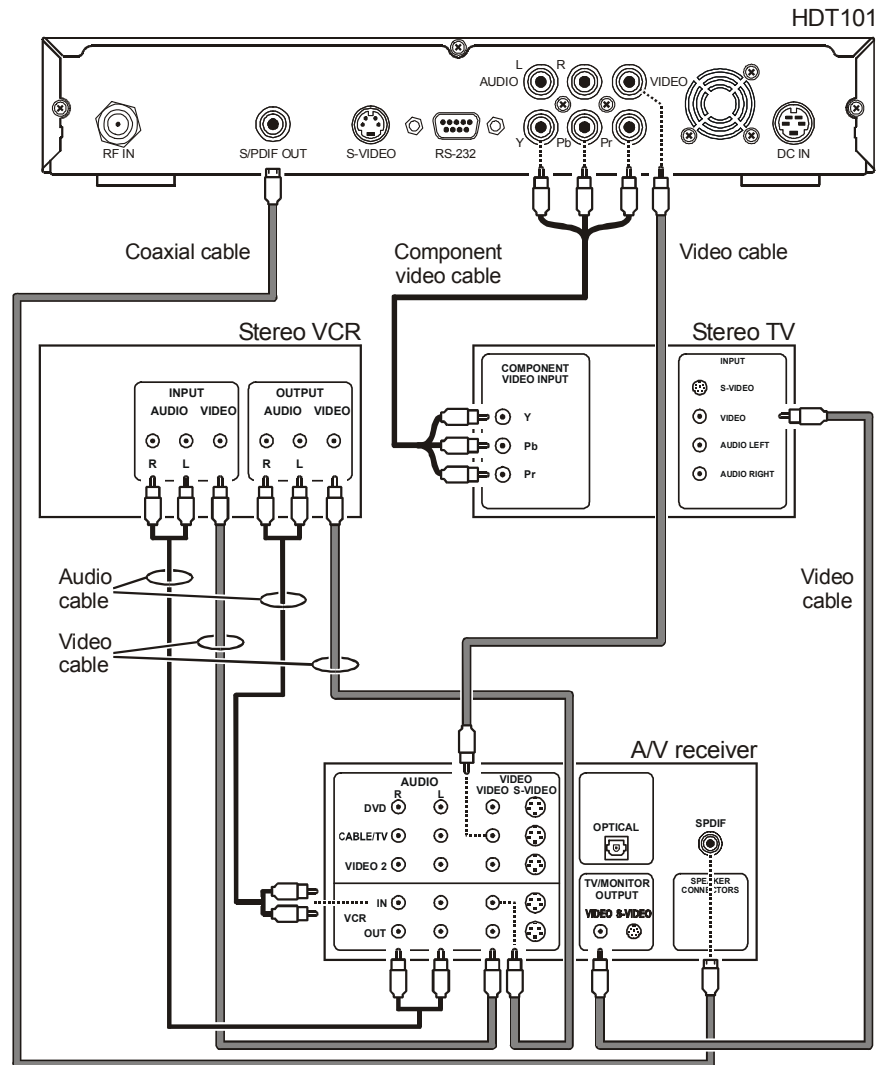 HDT101
L R
AUDIO VIDEO
RF IN S/PDIF OUT S-VIDEO RS-232 Y Pb Pr DC IN
Coaxial cable
Component
video cable
Video cable
Stereo VCR
INPUT
AUDIO VIDEO
R L
OUTPUT
AUDIO VIDEO
R L
Stereo TV
COMPONENT
VIDEO INPUT
Y
Pb
Pr
INPUT
S-VIDEO
VIDEO
AUDIO LEFT
AUDIO RIGHT
Audio
cable
Video
cable
Video
cable
A/V receiver
AUDIO
R L
VIDEO
VIDEO S-VIDEO
DVD
CABLE/TV
VIDEO 2
IN
VCR
OUT
OPTICAL
SPDIF
TV/MONITOR
OUTPUT
VIDEO S-VIDEO
SPEAKER
CONNECTORS